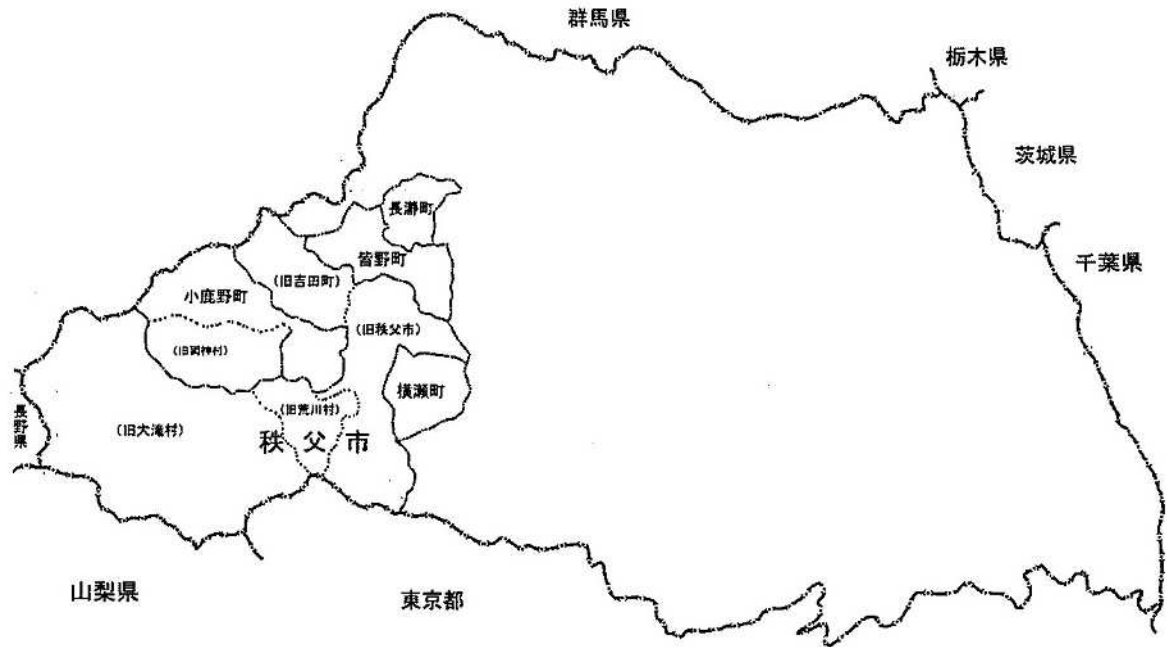 群馬県
栃木県
茨城県
長瀞町
皆野町
千葉県
(旧吉田町)
小鹿野町
(旧秩父市)
(旧両神村)
横瀬町
長野県
(旧荒川村)
(旧大滝村)
秩父市
山梨県
東京都